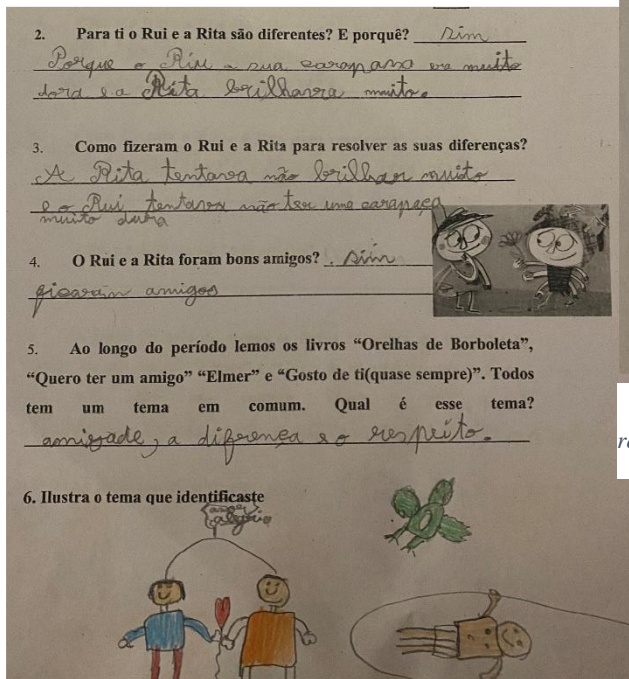 2. Para ti o Rui e a Rita são diferentes? E porquê? sim
Porque o Rui a sua carapasa era muito
dora e a Rita brilhava muito.
3. Como fizeram o Rui e a Rita para resolver as suas diferenças?
A Rita tentava não brilhar muito
e o Rui tentava não ter uma carapaça
muito dura
4. O Rui e a Rita foram bons amigos? . sim
ficaram amigos
5. Ao longo do período lemos os livros “Orelhas de Borboleta”,
“Quero ter um amigo” “Elmer” e “Gosto de ti(quase sempre)”. Todos
tem um tema em comum. Qual é esse tema?
amizade, a diferença e o respeito.
6. Ilustra o tema que identificaste
alegria